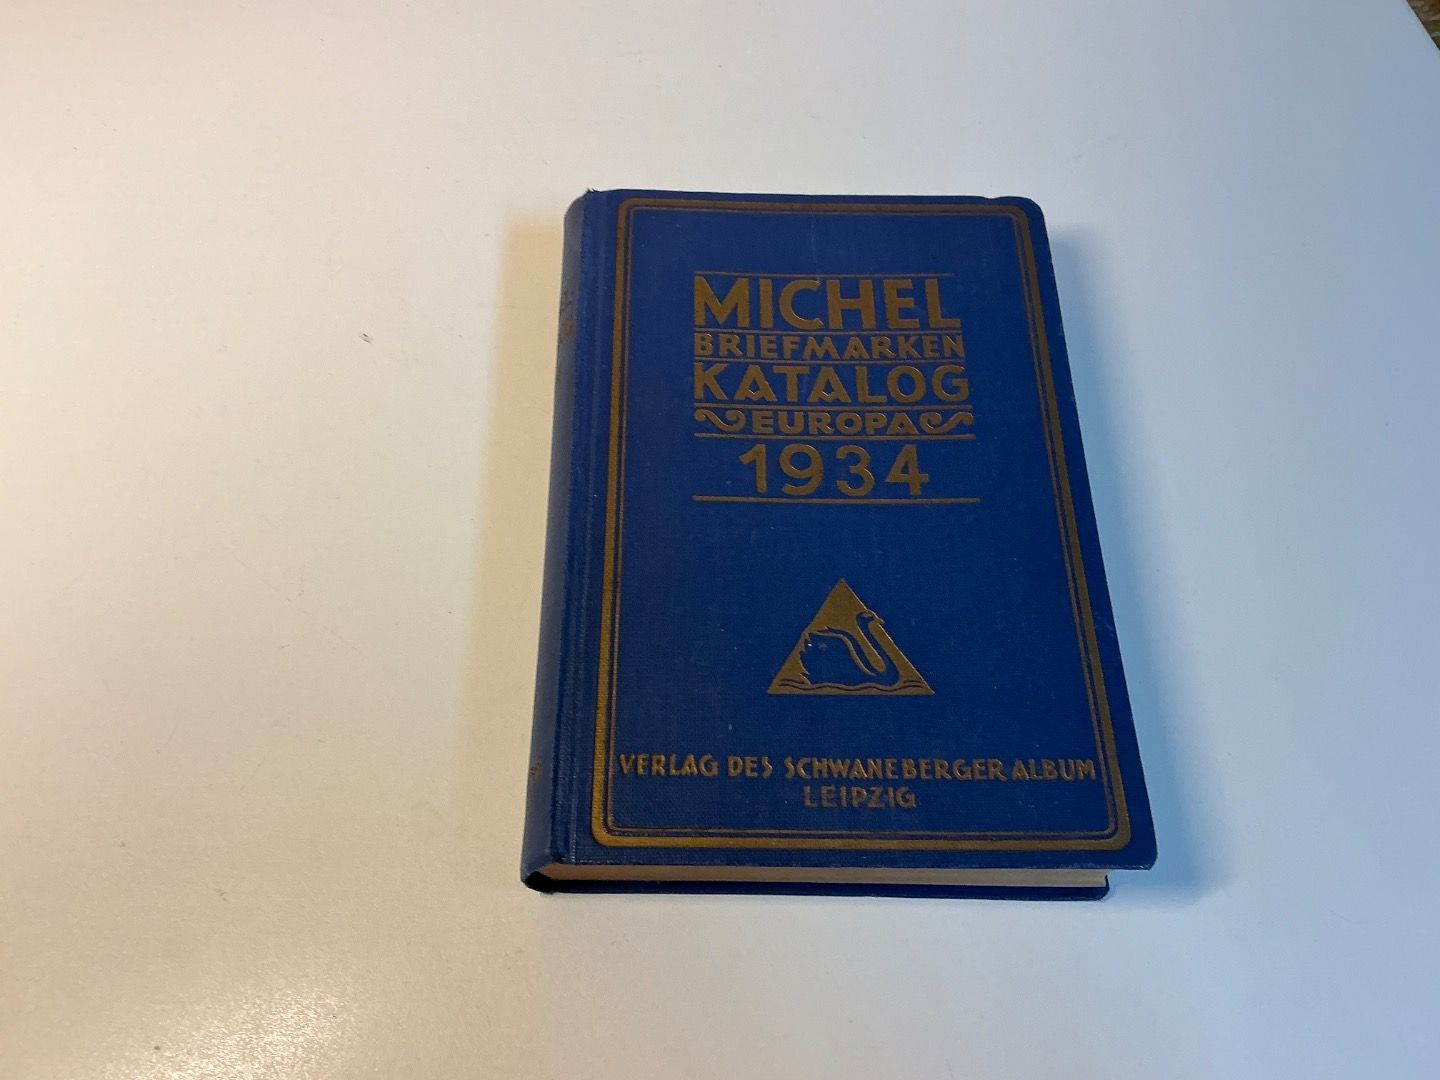 MICHEL
BRIEFMARKEN
KATALOG
EUROPA
1934
VERLAG DES SCHWANEBERGER ALBUM
LEIPZIG